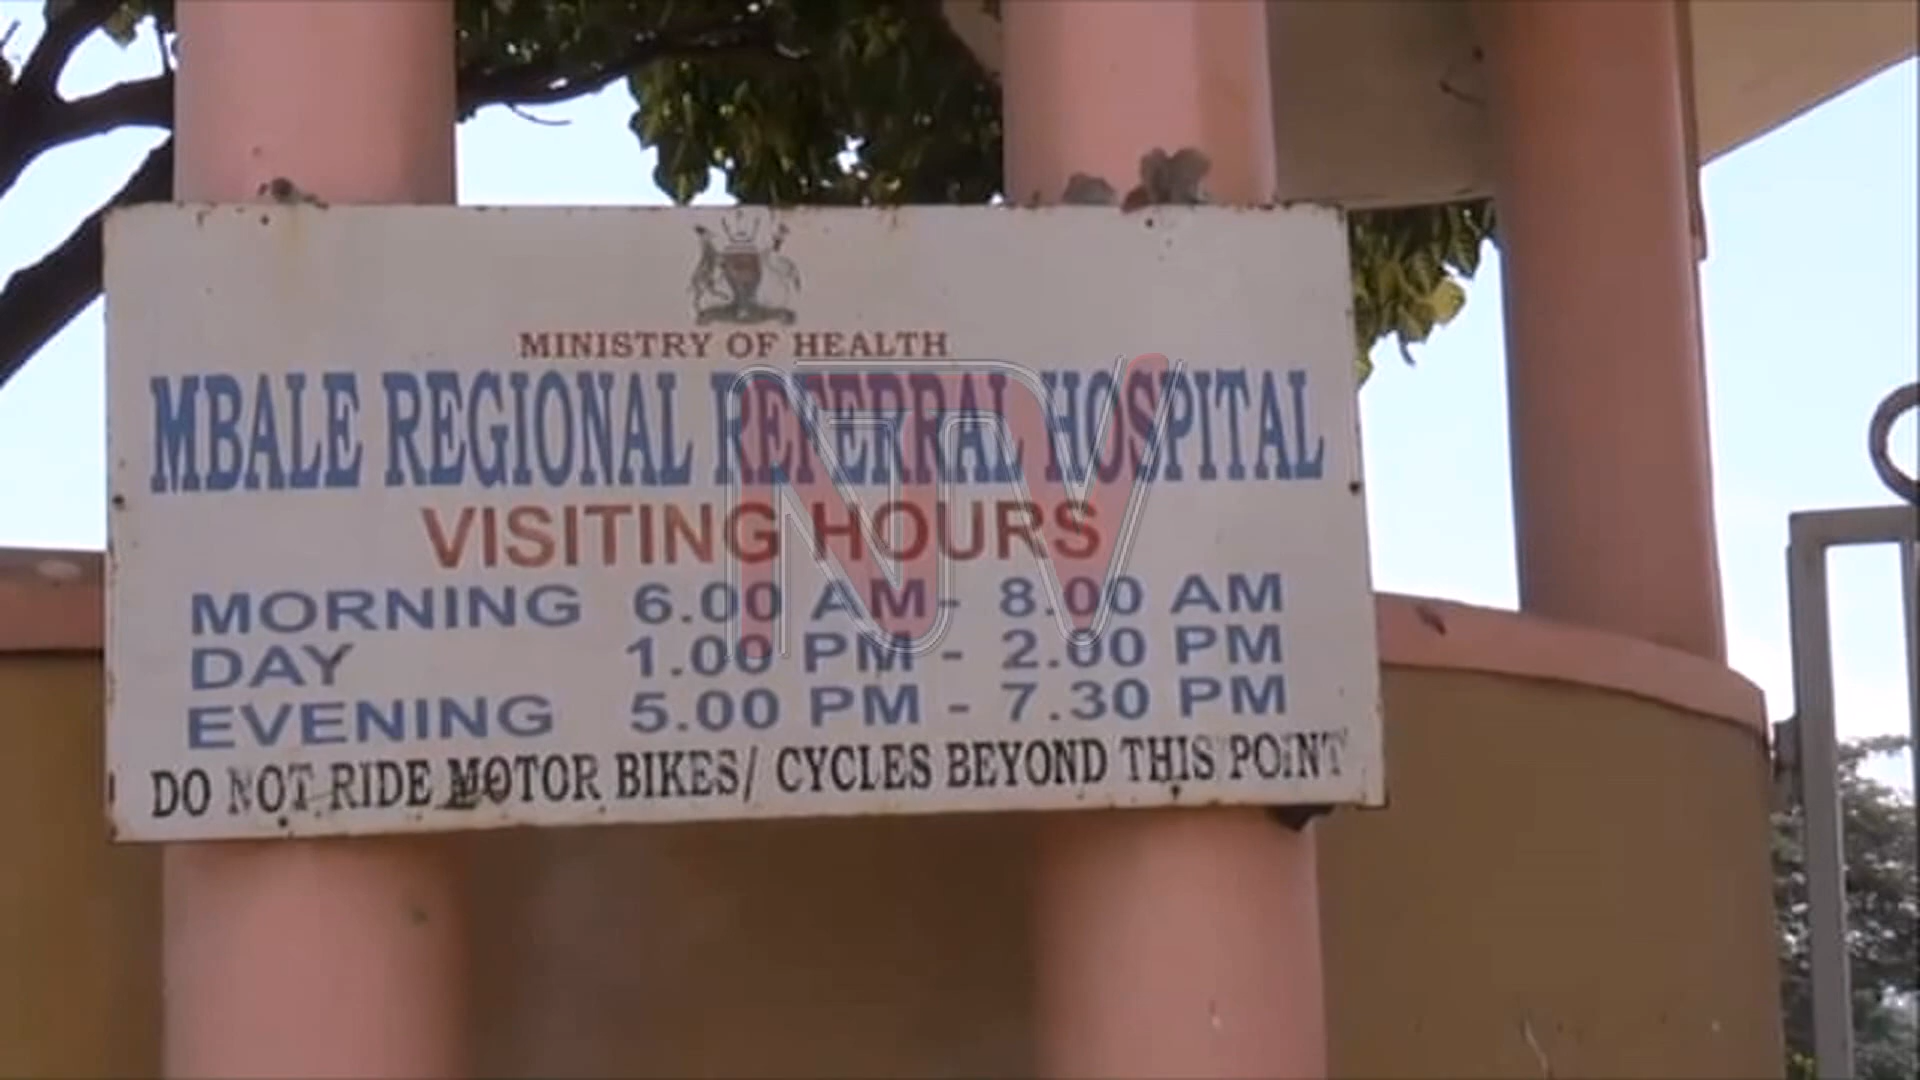 MINISTRY OF HEALTH
MBALE REGIONAL REFERRAL HOSPITAL
VISITING HOURS
MORNING 6.00 AM - 8.00 AM
DAY 1.00 PM - 2.00 PM
EVENING 5.00 PM - 7.30 PM
DO NOT RIDE MOTOR BIKES/ CYCLES BEYOND THIS POINT
NTV